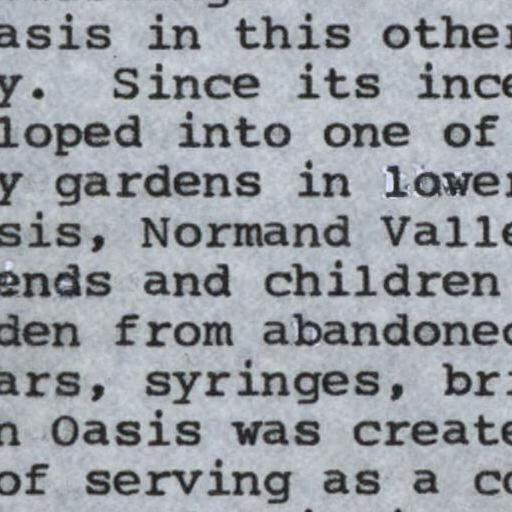 asis in this other
y. Since its ince
loped into one of
y gardens in lower
sis, Normand Valle
ends and children
den from abandoned
ars, syringes, bri
n Oasis was create
of serving as a co